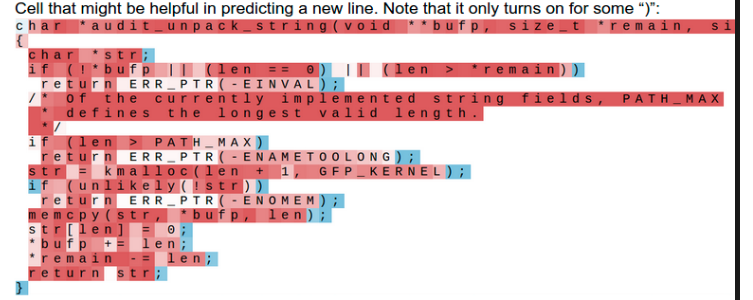 Cell that might be helpful in predicting a new line. Note that it only turns on for some “)”:
char *audit_unpack_string(void **bufp, size_t *remain, si
{
char *str;
if (!*bufp || (len == 0) || (len > *remain))
return ERR_PTR(-EINVAL);
/* Of the currently implemented string fields, PATH_MAX
* defines the longest valid length.
*/
if (len > PATH_MAX)
return ERR_PTR(-ENAMETOOLONG);
str = kmalloc(len + 1, GFP_KERNEL);
if (unlikely(!str))
return ERR_PTR(-ENOMEM);
memcpy(str, *bufp, len);
str[len] = 0;
*bufp += len;
*remain -= len;
return str;
}